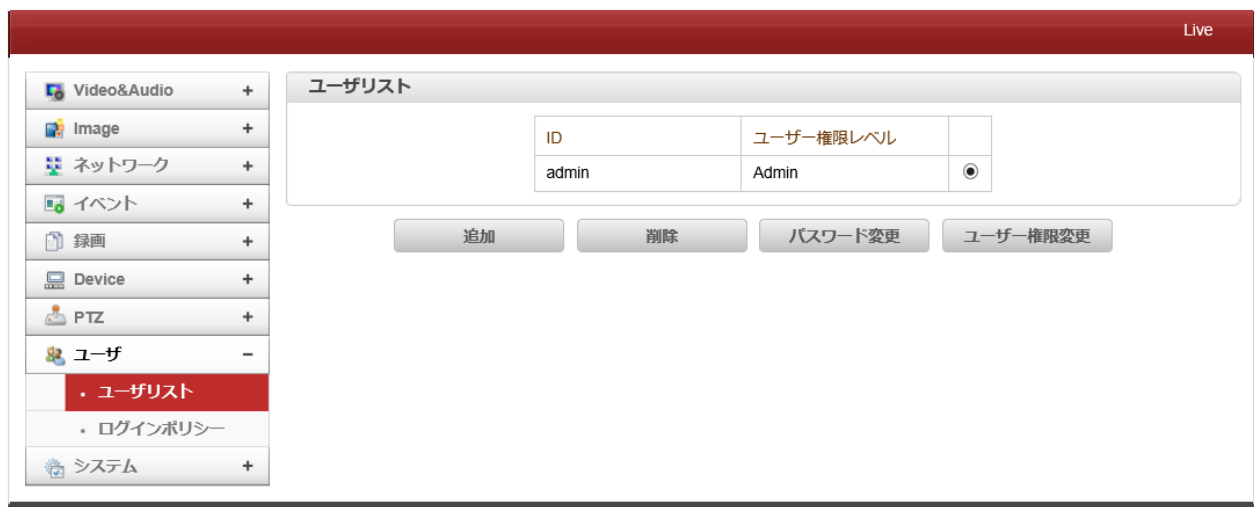 Live
Video&Audio +
Image +
ネットワーク +
イベント +
録画 +
Device +
PTZ +
ユーザ −
・ ユーザリスト
・ ログインポリシー
システム +
ユーザリスト
ID ユーザー権限レベル
admin Admin
追加 削除 パスワード変更 ユーザー権限変更